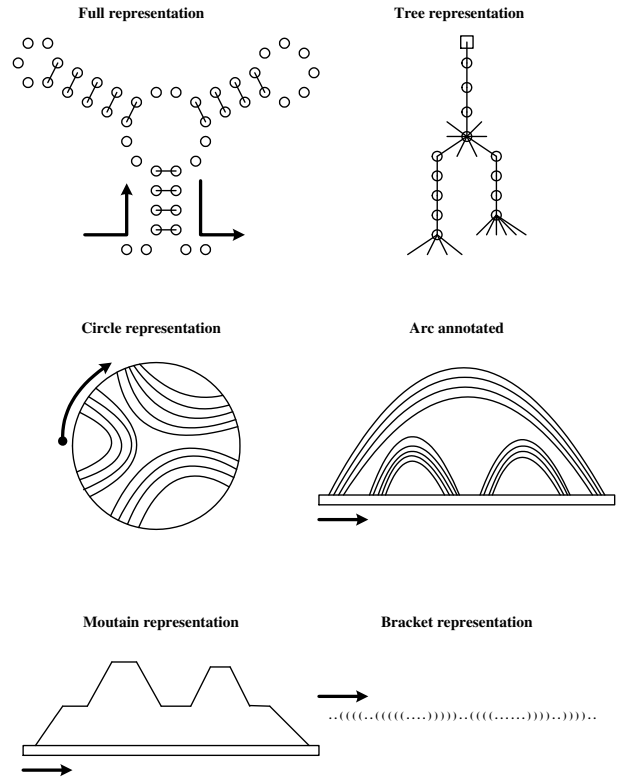 Full representation
Tree representation
Circle representation
Arc annotated
Moutain representation
Bracket representation
..((((..(((((....)))))..((((......))))..))))..